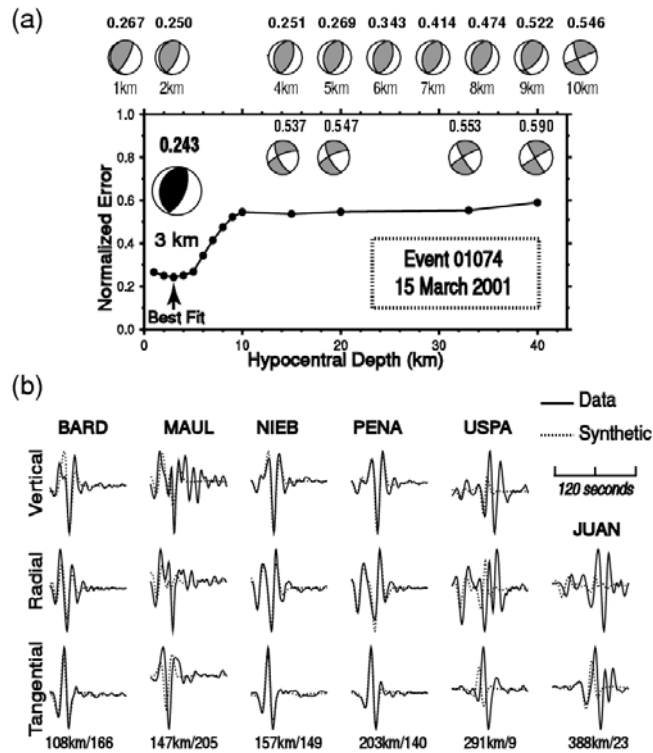 (a)
0.267 0.250 0.251 0.269 0.343 0.414 0.474 0.522 0.546
1km 2km 4km 5km 6km 7km 8km 9km 10km
Normalized Error
1.0
0.8
0.6
0.4
0.2
0.0
0.537 0.547 0.553 0.590
0.243
3 km
Best Fit
Event 01074
15 March 2001
0 10 20 30 40
Hypocentral Depth (km)
(b)
Data
Synthetic
120 seconds
BARD MAUL NIEB PENA USPA
JUAN
Vertical
Radial
Tangential
108km/166 147km/205 157km/149 203km/140 291km/9 388km/23